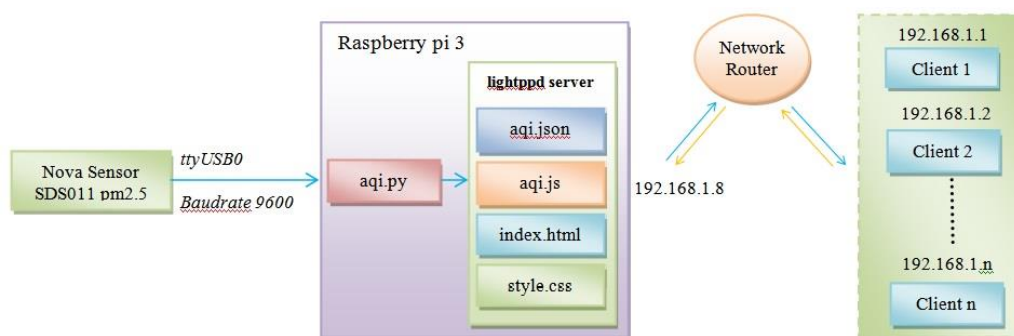 Nova Sensor
SDS011 pm2.5
ttyUSB0
Baudrate 9600
Raspberry pi 3
aqi.py
lightppd server
aqi.json
aqi.js
index.html
style.css
192.168.1.8
Network
Router
192.168.1.1
Client 1
192.168.1.2
Client 2
192.168.1.n
Client n